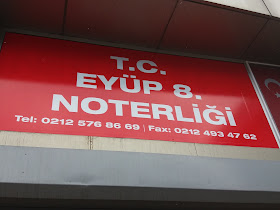 T.C.
EYÜP 8.
NOTERLİĞİ
Tel: 0212 576 86 69 | Fax: 0212 493 47 62